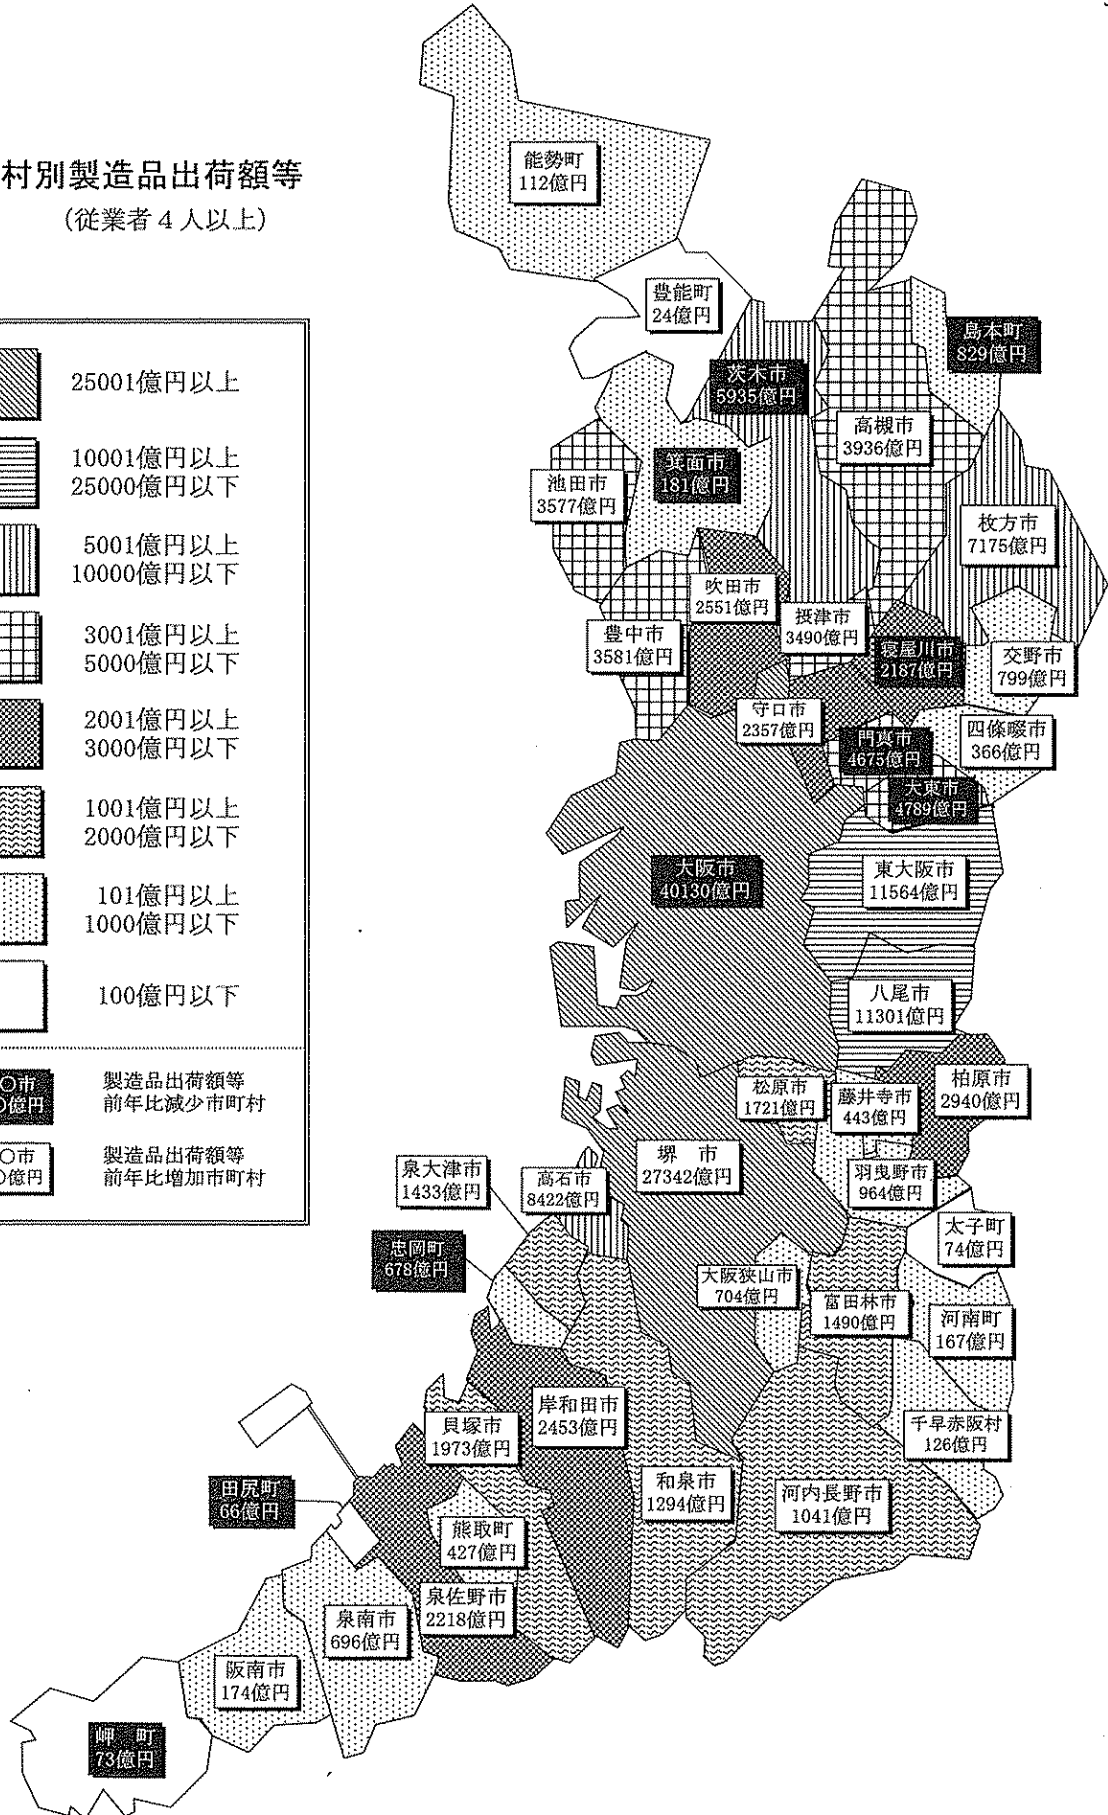 村別製造品出荷額等
(従業者4人以上)
25001億円以上
10001億円以上
25000億円以下
5001億円以上
10000億円以下
3001億円以上
5000億円以下
2001億円以上
3000億円以下
1001億円以上
2000億円以下
101億円以上
1000億円以下
100億円以下
○市
○億円
製造品出荷額等
前年比減少市町村
○市
○億円
製造品出荷額等
前年比増加市町村
能勢町
112億円
豊能町
24億円
島本町
829億円
茨木市
5935億円
高槻市
3936億円
箕面市
181億円
池田市
3577億円
枚方市
7175億円
吹田市
2551億円
摂津市
3490億円
豊中市
3581億円
寝屋川市
2187億円
交野市
799億円
守口市
2357億円
四條畷市
366億円
門真市
4675億円
大東市
4789億円
大阪市
40130億円
東大阪市
11564億円
八尾市
11301億円
松原市
1721億円
藤井寺市
443億円
柏原市
2940億円
堺 市
27342億円
泉大津市
1433億円
高石市
8422億円
羽曳野市
964億円
太子町
74億円
忠岡町
678億円
大阪狭山市
704億円
富田林市
1490億円
河南町
167億円
岸和田市
2453億円
貝塚市
1973億円
千早赤阪村
126億円
田尻町
66億円
和泉市
1294億円
河内長野市
1041億円
熊取町
427億円
泉佐野市
2218億円
泉南市
696億円
阪南市
174億円
岬 町
73億円